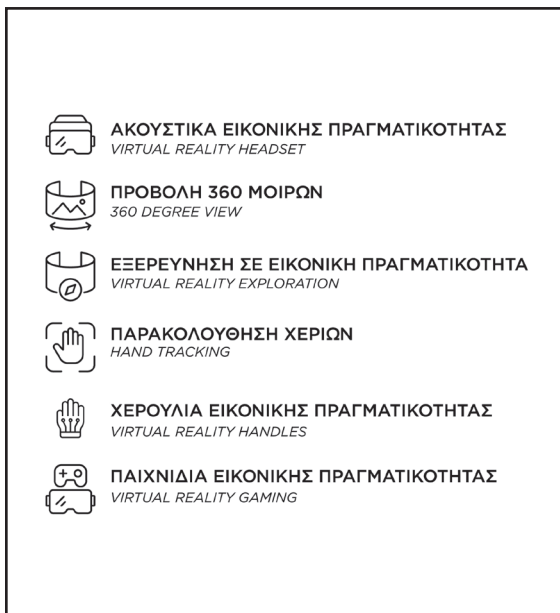 ΑΚΟΥΣΤΙΚΑ ΕΙΚΟΝΙΚΗΣ ΠΡΑΓΜΑΤΙΚΟΤΗΤΑΣ
VIRTUAL REALITY HEADSET
ΠΡΟΒΟΛΗ 360 ΜΟΙΡΩΝ
360 DEGREE VIEW
ΕΞΕΡΕΥΝΗΣΗ ΣΕ ΕΙΚΟΝΙΚΗ ΠΡΑΓΜΑΤΙΚΟΤΗΤΑ
VIRTUAL REALITY EXPLORATION
ΠΑΡΑΚΟΛΟΥΘΗΣΗ ΧΕΡΙΩΝ
HAND TRACKING
ΧΕΡΟΥΛΙΑ ΕΙΚΟΝΙΚΗΣ ΠΡΑΓΜΑΤΙΚΟΤΗΤΑΣ
VIRTUAL REALITY HANDLES
ΠΑΙΧΝΙΔΙΑ ΕΙΚΟΝΙΚΗΣ ΠΡΑΓΜΑΤΙΚΟΤΗΤΑΣ
VIRTUAL REALITY GAMING